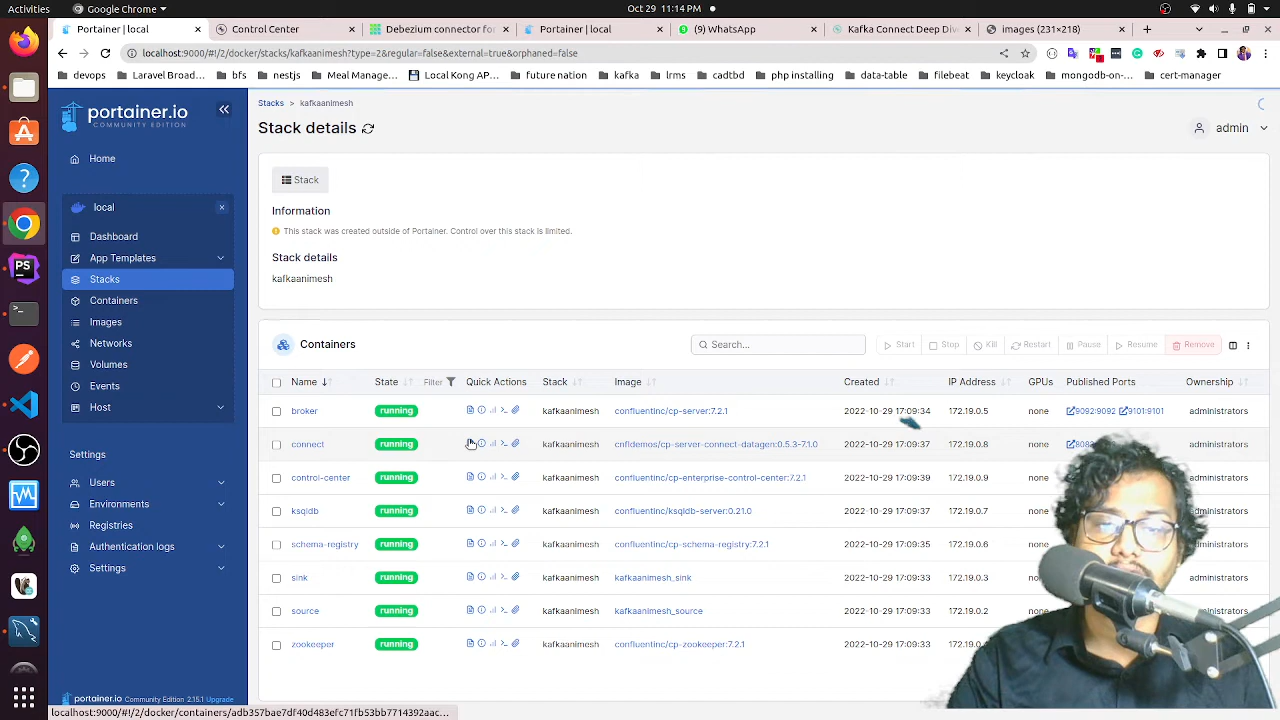 Activities
Google Chrome
Oct 29 11:14 PM
Portainer | local
Control Center
Debezium connector fo
Portainer | local
(9) WhatsApp
Kafka Connect Deep Div
images (231×218)
localhost:9000/#!/2/docker/stacks/kafkaanimesh?type=2&regular=false&external=true&orphaned=false
devops
Laravel Broad...
bfs
nestjs
Meal Manage...
Local Kong AP...
future nation
kafka
lrms
cadtbd
php installing
data-table
filebeat
keycloak
mongodb-on-...
cert-manager
portainer.io
COMMUNITY EDITION
Home
local
Dashboard
App Templates
Stacks
Containers
Images
Networks
Volumes
Events
Host
Settings
Users
Environments
Registries
Authentication logs
Settings
portainer.io Community Edition 2.15.1 Upgrade
Stacks > kafkaanimesh
Stack details
admin
Stack
Information
This stack was created outside of Portainer. Control over this stack is limited.
Stack details
kafkaanimesh
Containers
Search...
Start Stop Kill Restart Pause Resume Remove
Name State Filter Quick Actions Stack Image Created IP Address GPUs Published Ports Ownership
broker running kafkaanimesh confluentinc/cp-server:7.2.1 2022-10-29 17:09:34 172.19.0.5 none 9092:9092 9101:9101 administrators
connect running kafkaanimesh cnfldemos/cp-server-connect-datagen:0.5.3-7.1.0 2022-10-29 17:09:37 172.19.0.8 none administrators
control-center running kafkaanimesh confluentinc/cp-enterprise-control-center:7.2.1 2022-10-29 17:09:39 172.19.0.9 none administrators
ksqldb running kafkaanimesh confluentinc/ksqldb-server:0.21.0 2022-10-29 17:09:37 172.19.0.7 none administrators
schema-registry running kafkaanimesh confluentinc/cp-schema-registry:7.2.1 2022-10-29 17:09:35 172.19.0.6 none administrators
sink running kafkaanimesh kafkaanimesh_sink 2022-10-29 17:09:33 172.19.0.3 none administrators
source running kafkaanimesh kafkaanimesh_source 2022-10-29 17:09:33 172.19.0.2 none administrators
zookeeper running kafkaanimesh confluentinc/cp-zookeeper:7.2.1 2022-10-29 17:09:33 administrators
localhost:9000/#!/2/docker/containers/adb357bae7df40d483efc71fb53bb7714392aac...